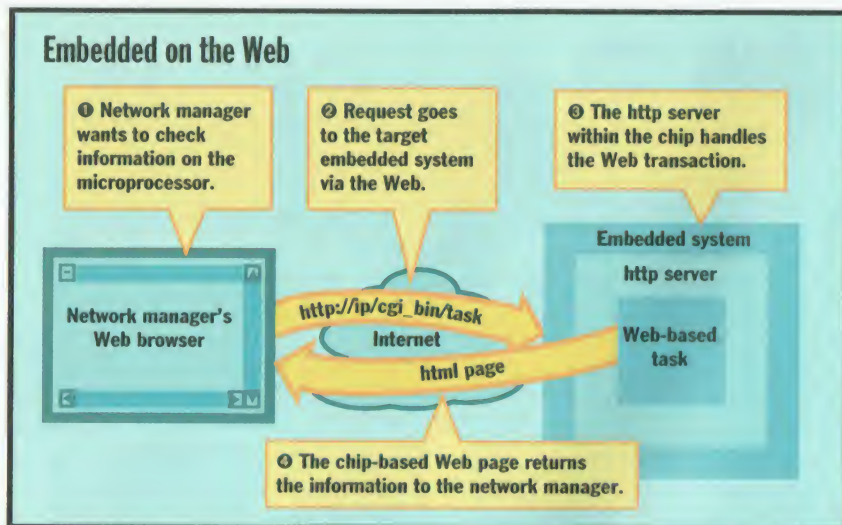 Embedded on the Web
❶ Network manager
wants to check
information on the
microprocessor.
❷ Request goes
to the target
embedded system
via the Web.
❸ The http server
within the chip handles
the Web transaction.
Network manager's
Web browser
http://ip/cgi_bin/task
Internet
html page
Embedded system
http server
Web-based
task
❹ The chip-based Web page returns
the information to the network manager.